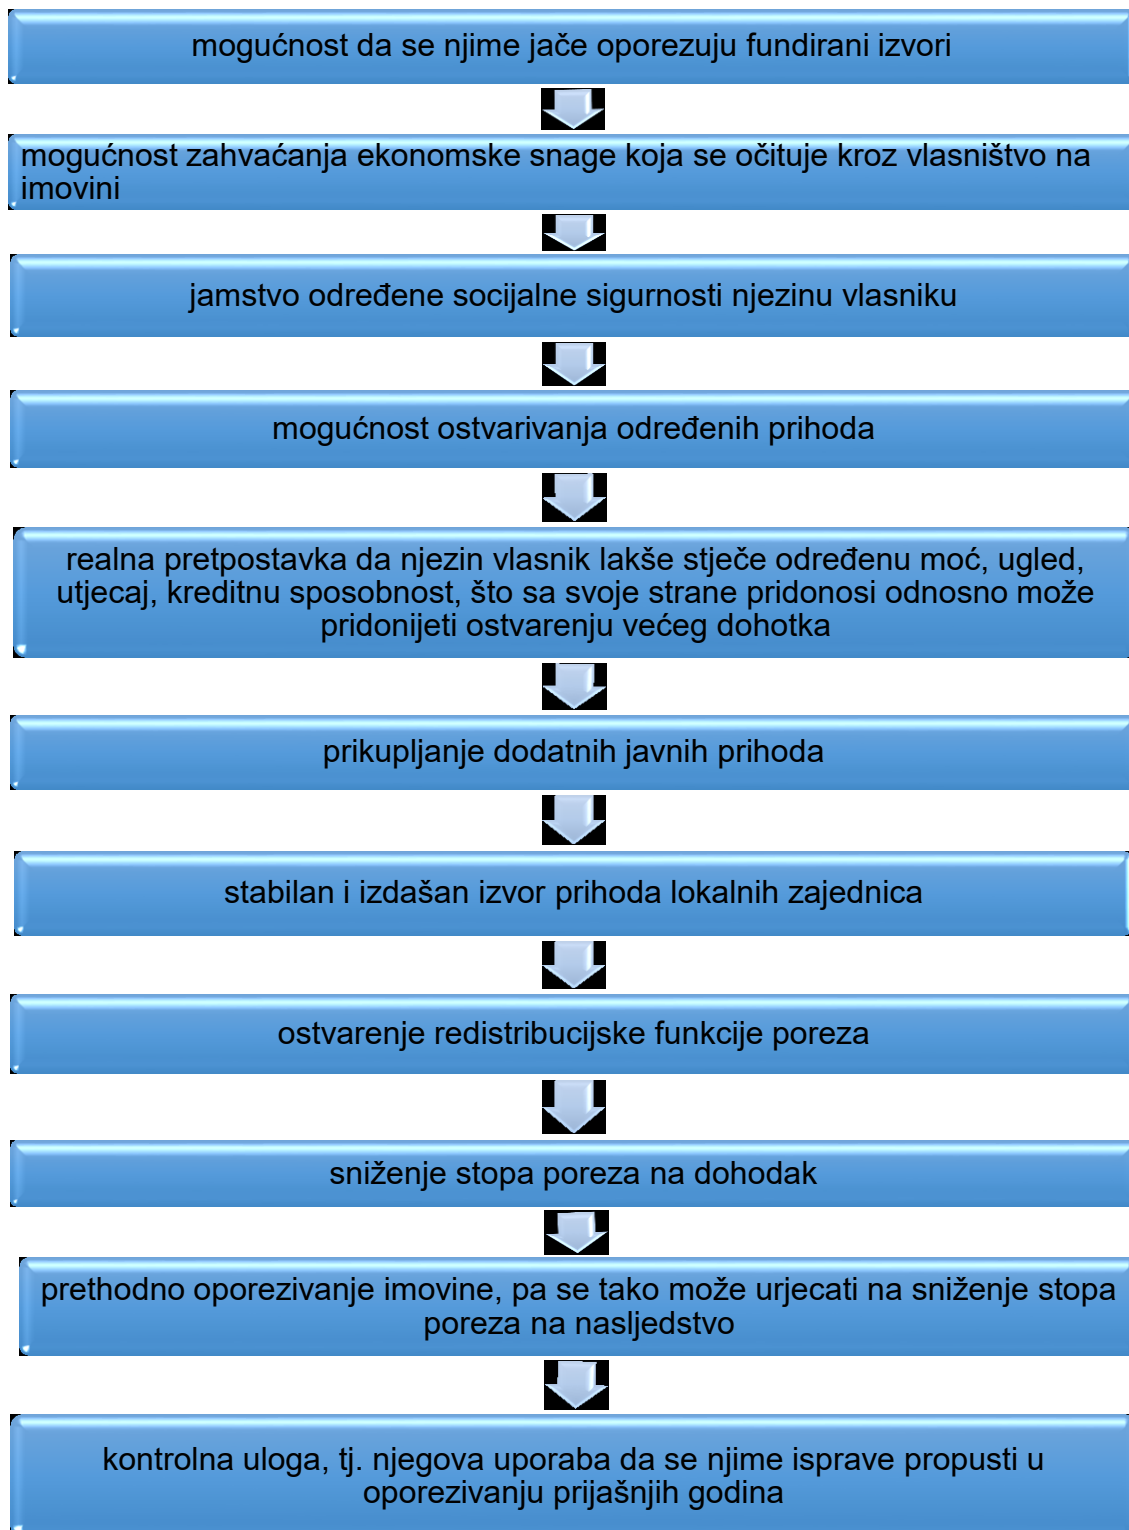 mogućnost da se njime jače oporezuju fundirani izvori
mogućnost zahvaćanja ekonomske snage koja se očituje kroz vlasništvo na
imovini
jamstvo određene socijalne sigurnosti njezinu vlasniku
mogućnost ostvarivanja određenih prihoda
realna pretpostavka da njezin vlasnik lakše stječe određenu moć, ugled,
utjecaj, kreditnu sposobnost, što sa svoje strane pridonosi odnosno može
pridonijeti ostvarenju većeg dohotka
prikupljanje dodatnih javnih prihoda
stabilan i izdašan izvor prihoda lokalnih zajednica
ostvarenje redistribucijske funkcije poreza
sniženje stopa poreza na dohodak
prethodno oporezivanje imovine, pa se tako može urjecati na sniženje stopa
poreza na nasljedstvo
kontrolna uloga, tj. njegova uporaba da se njime isprave propusti u
oporezivanju prijašnjih godina